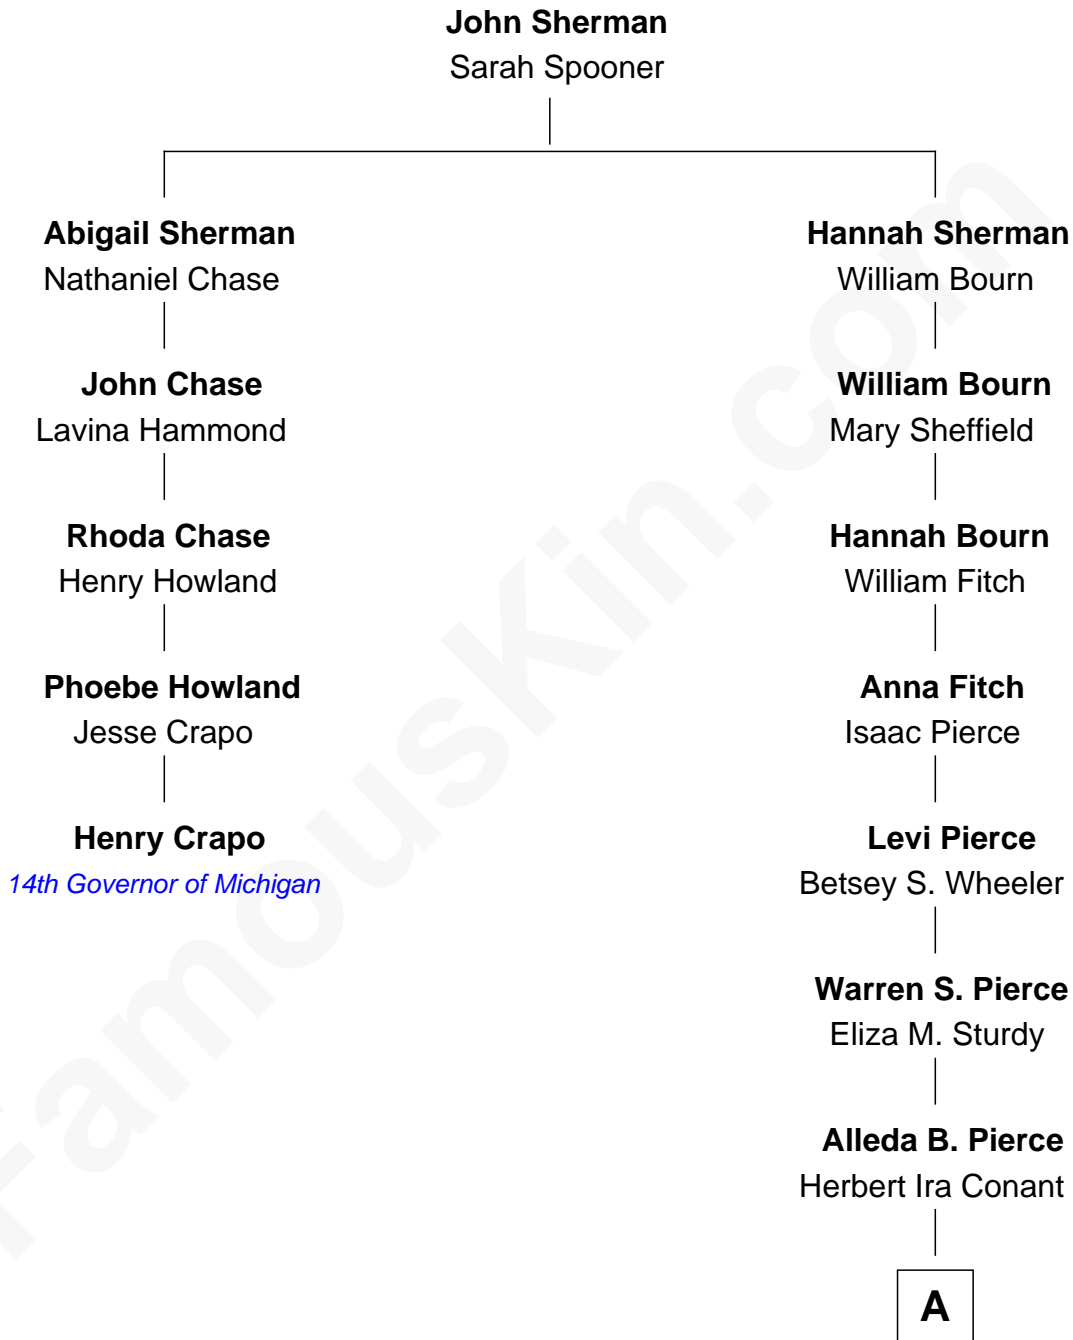 John Sherman
Sarah Spooner
Abigail Sherman
Nathaniel Chase
Hannah Sherman
William Bourn
John Chase
Lavina Hammond
William Bourn
Mary Sheffield
Rhoda Chase
Henry Howland
Hannah Bourn
William Fitch
Phoebe Howland
Jesse Crapo
Anna Fitch
Isaac Pierce
Henry Crapo
14th Governor of Michigan
Levi Pierce
Betsey S. Wheeler
Warren S. Pierce
Eliza M. Sturdy
Alleda B. Pierce
Herbert Ira Conant
A
FamousKin.com